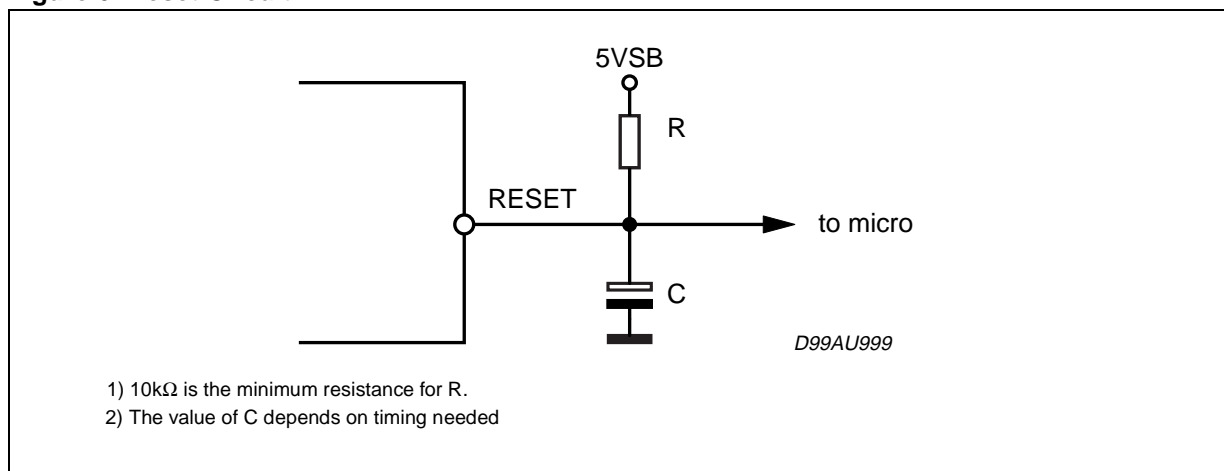 5VSB
R
RESET
to micro
C
D99AU999
1) 10kΩ is the minimum resistance for R.
2) The value of C depends on timing needed